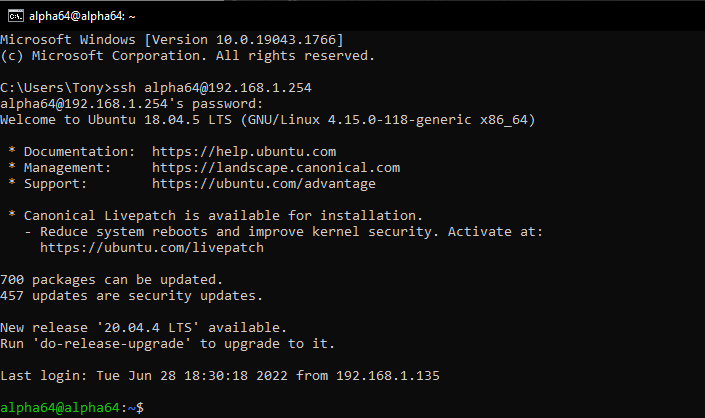 alpha64@alpha64: ~
Microsoft Windows [Version 10.0.19043.1766]
(c) Microsoft Corporation. All rights reserved.
C:\Users\Tony>ssh alpha64@192.168.1.254
alpha64@192.168.1.254's password:
Welcome to Ubuntu 18.04.5 LTS (GNU/Linux 4.15.0-118-generic x86_64)
* Documentation:  https://help.ubuntu.com
* Management:     https://landscape.canonical.com
* Support:        https://ubuntu.com/advantage
* Canonical Livepatch is available for installation.
- Reduce system reboots and improve kernel security. Activate at:
https://ubuntu.com/livepatch
700 packages can be updated.
457 updates are security updates.
New release '20.04.4 LTS' available.
Run 'do-release-upgrade' to upgrade to it.
Last login: Tue Jun 28 18:30:18 2022 from 192.168.1.135
alpha64@alpha64:~$